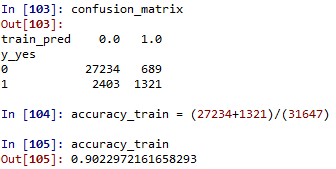 In [103]: confusion_matrix
Out[103]:
train_pred 0.0 1.0
y_yes
0 27234 689
1 2403 1321
In [104]: accuracy_train = (27234+1321)/(31647)
In [105]: accuracy_train
Out[105]: 0.9022972161658293